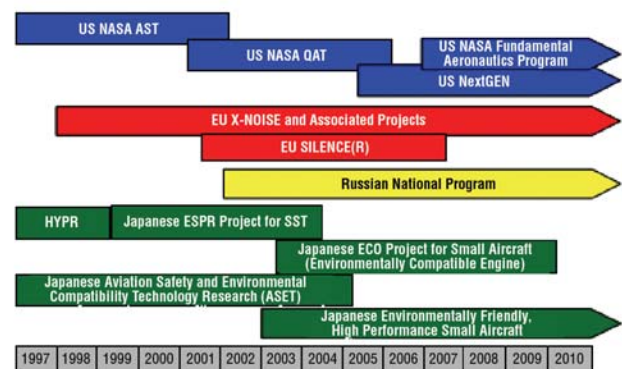 US NASA AST
US NASA QAT
US NASA Fundamental
Aeronautics Program
US NextGEN
EU X-NOISE and Associated Projects
EU SILENCE(R)
Russian National Program
HYPR
Japanese ESPR Project for SST
Japanese ECO Project for Small Aircraft
(Environmentally Compatible Engine)
Japanese Aviation Safety and Environmental
Compatibility Technology Research (ASET)
Japanese Environmentally Friendly,
High Performance Small Aircraft
1997 1998 1999 2000 2001 2002 2003 2004 2005 2006 2007 2008 2009 2010